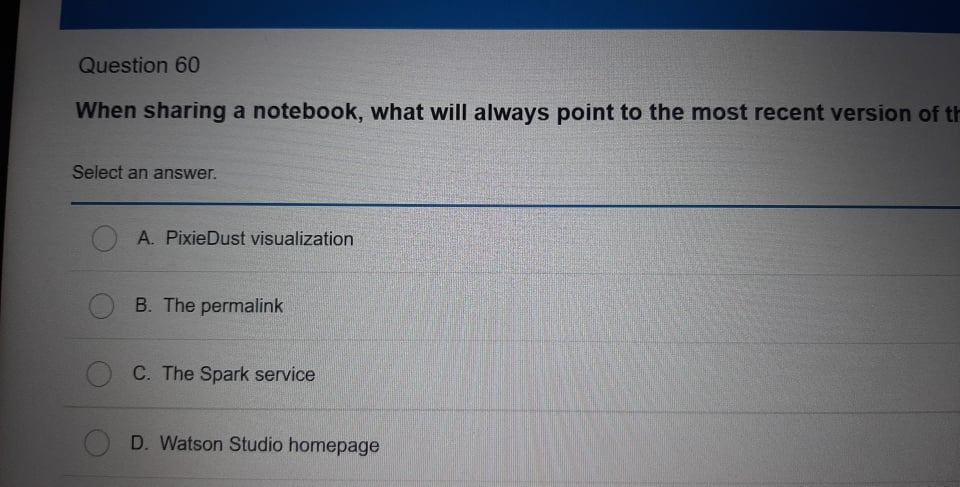 Question 60
When sharing a notebook, what will always point to the most recent version of
Select an answer.
A. PixieDust visualization
B. The permalink
C. The Spark service
D. Watson Studio homepage